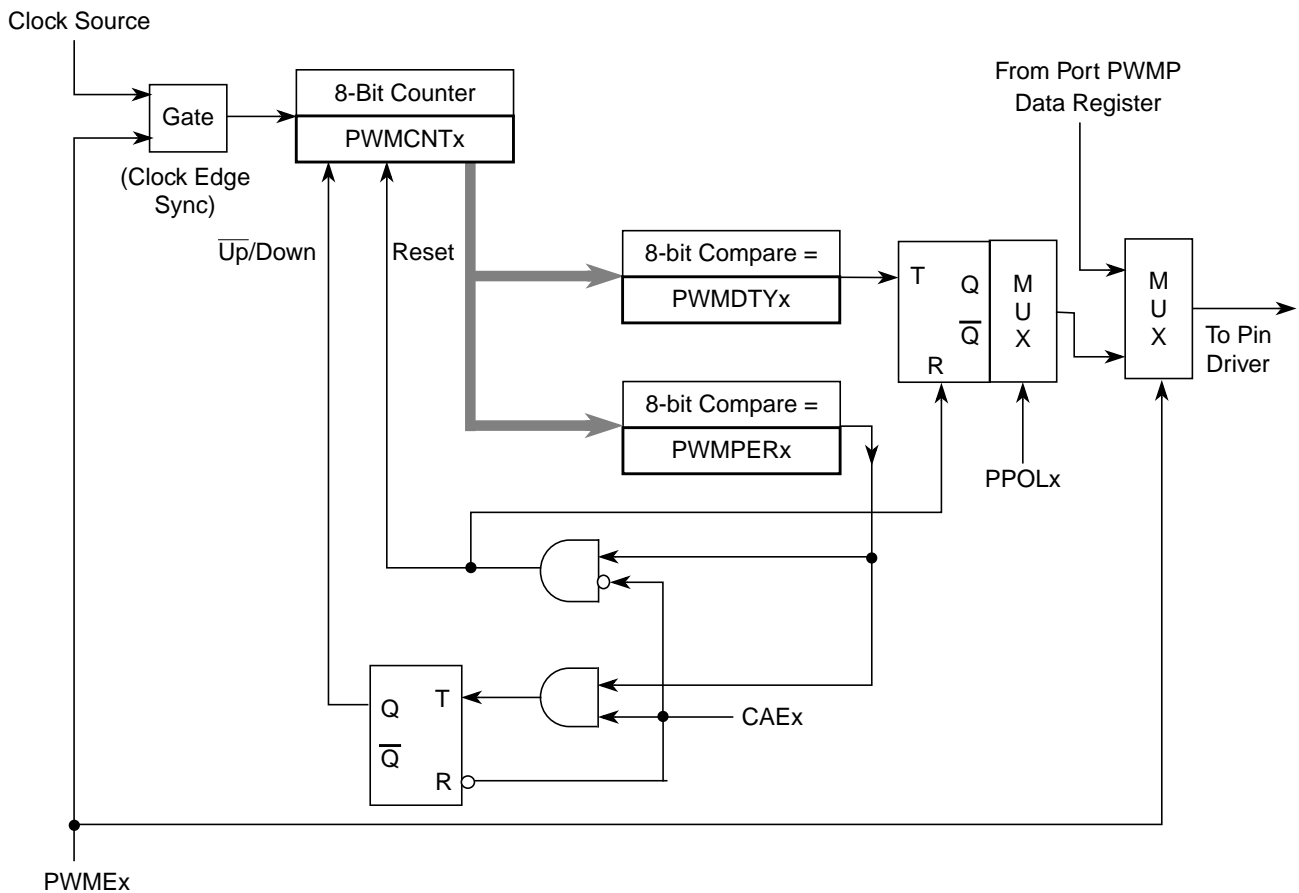 Clock Source
Gate
(Clock Edge
Sync)
8-Bit Counter
PWMCNTx
U̅p̅/Down
Reset
8-bit Compare =
PWMDTYx
8-bit Compare =
PWMPERx
T
Q
Q̅
R
M
U
X
PPOLx
From Port PWMP
Data Register
M
U
X
To Pin
Driver
Q
T
Q̅
R
CAEx
PWMEx